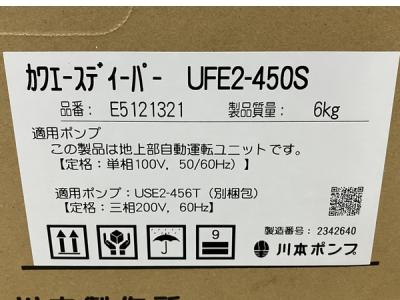 カワエースディーパー UFE2-450S
品番： E5121321 製品質量： 6kg
適用ポンプ
この製品は地上部自動運転ユニットです。
【定格：単相100V，50/60Hz】
適用ポンプ：USE2-456T（別梱包）
【定格：三相200V，60Hz】
製造番号： 2342640
9
川本ポンプ